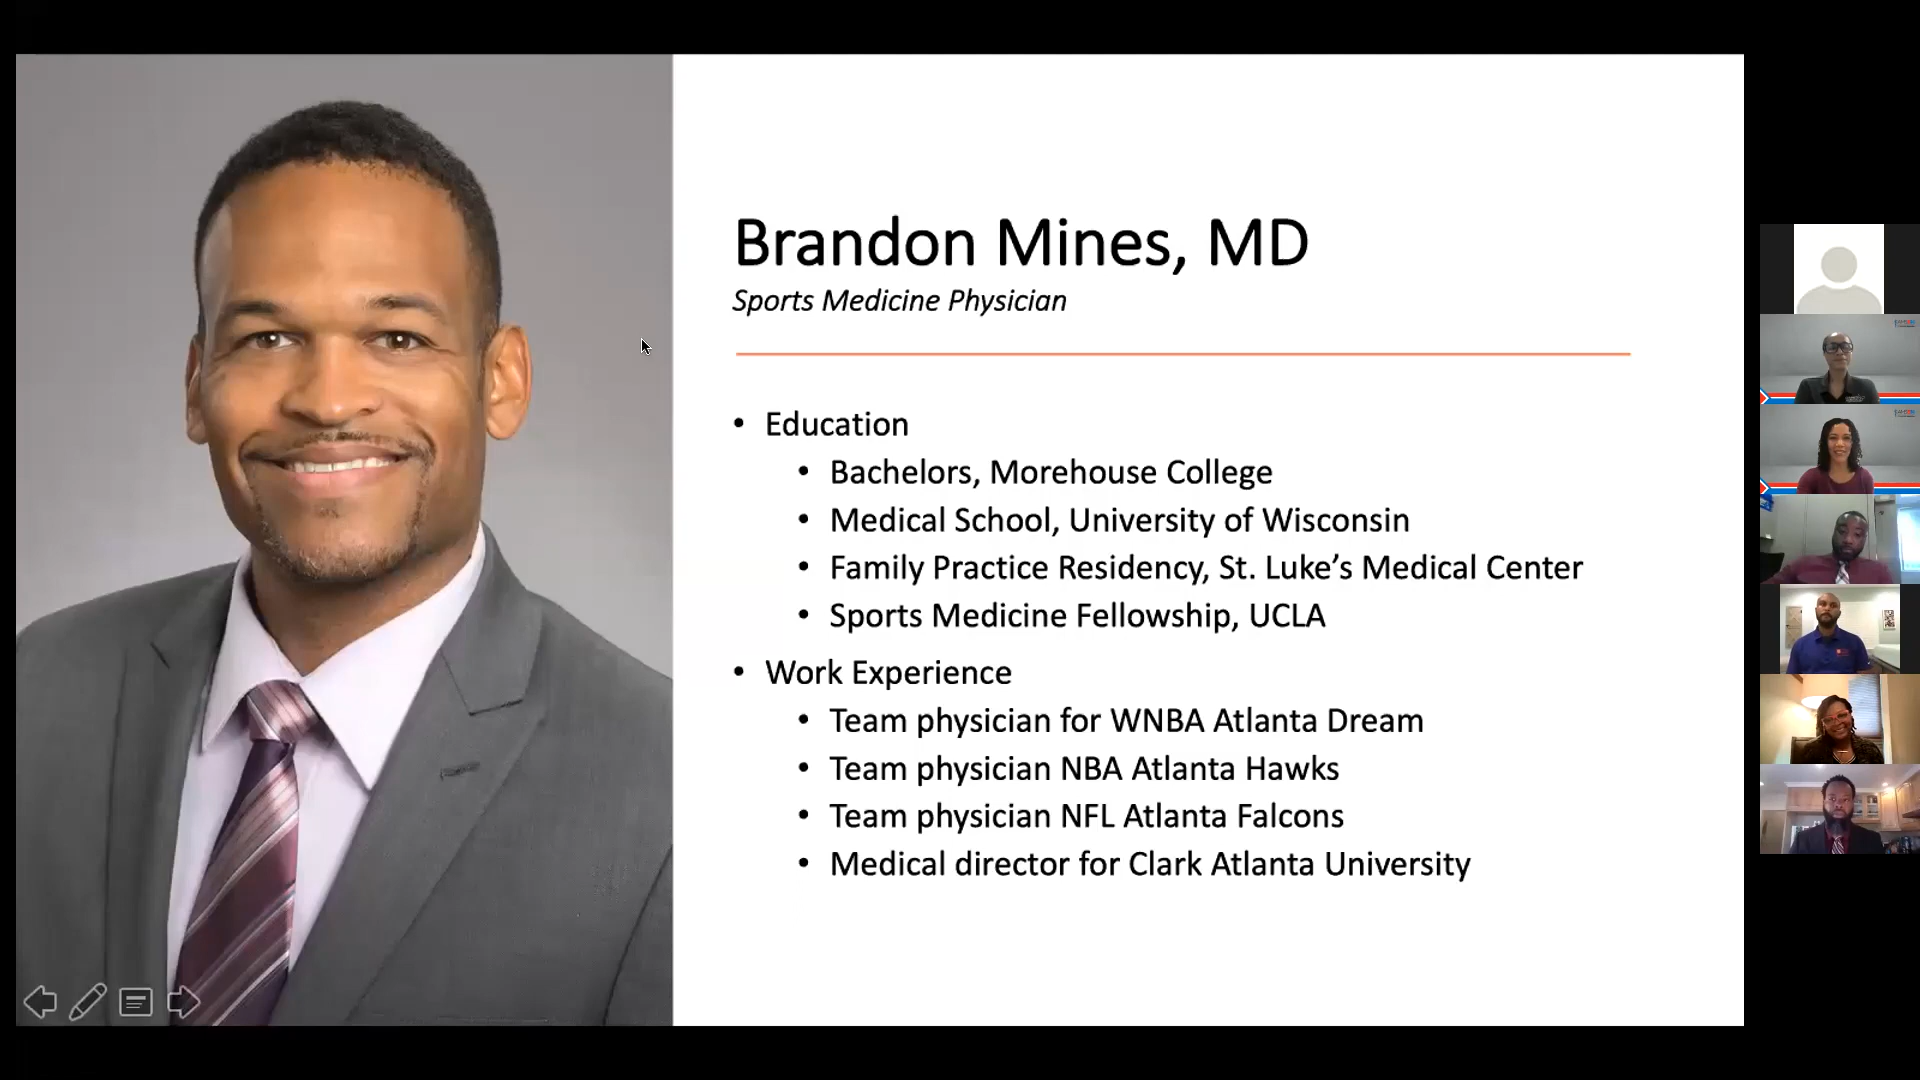 Brandon Mines, MD
Sports Medicine Physician
• Education
• Bachelors, Morehouse College
• Medical School, University of Wisconsin
• Family Practice Residency, St. Luke’s Medical Center
• Sports Medicine Fellowship, UCLA
• Work Experience
• Team physician for WNBA Atlanta Dream
• Team physician NBA Atlanta Hawks
• Team physician NFL Atlanta Falcons
• Medical director for Clark Atlanta University